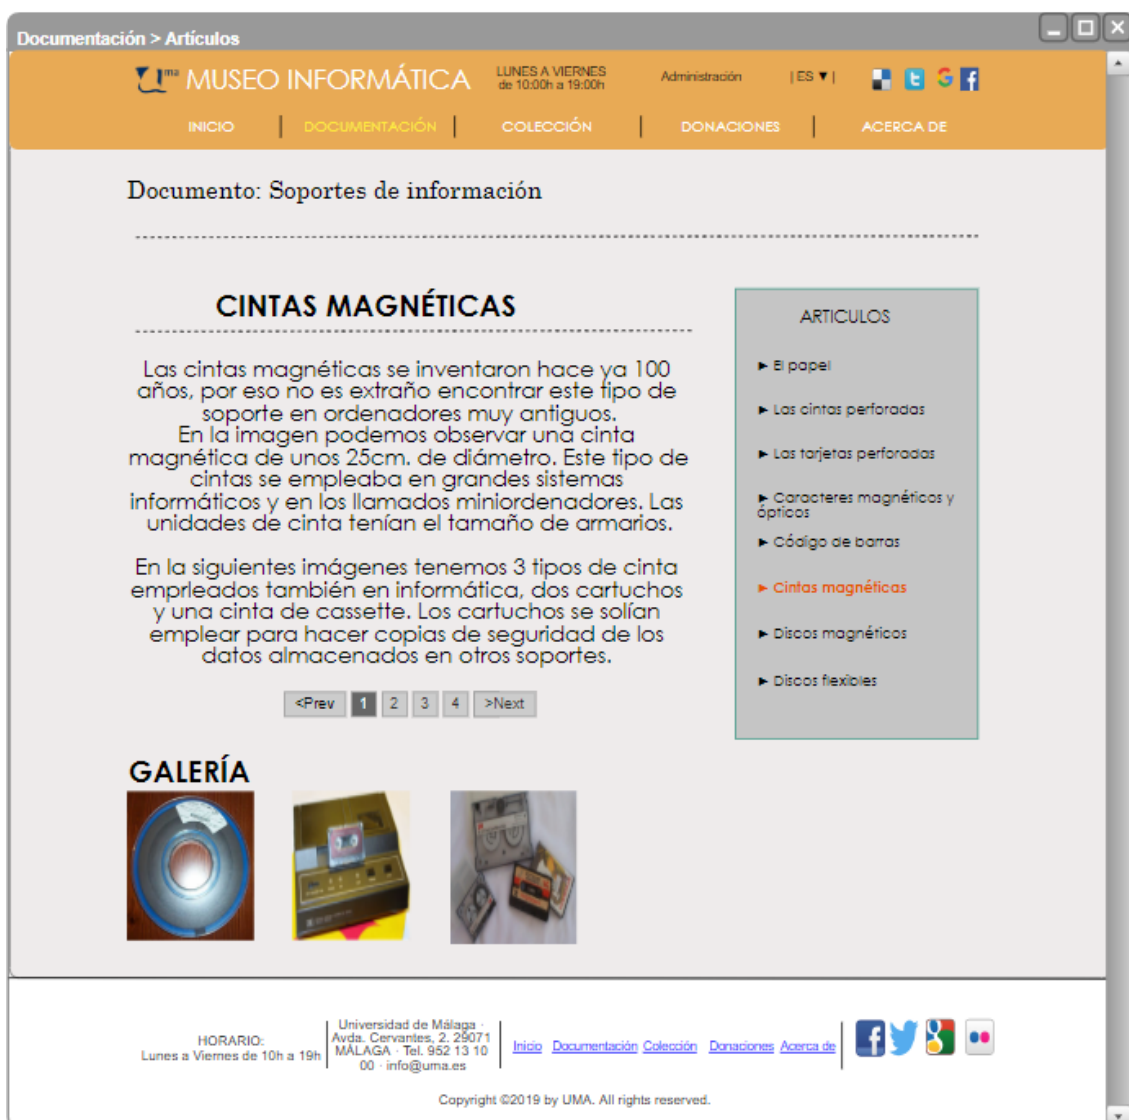 Documentación > Artículos
uma MUSEO INFORMÁTICA
LUNES A VIERNES
de 10:00h a 19:00h
Administración
| ES ▼ |
INICIO | DOCUMENTACIÓN | COLECCIÓN | DONACIONES | ACERCA DE
Documento: Soportes de información
CINTAS MAGNÉTICAS
Las cintas magnéticas se inventaron hace ya 100
años, por eso no es extraño encontrar este tipo de
soporte en ordenadores muy antiguos.
En la imagen podemos observar una cinta
magnética de unos 25cm. de diámetro. Este tipo de
cintas se empleaba en grandes sistemas
informáticos y en los llamados miniordenadores. Las
unidades de cinta tenían el tamaño de armarios.
En la siguientes imágenes tenemos 3 tipos de cinta
emprleados también en informática, dos cartuchos
y una cinta de cassette. Los cartuchos se solían
emplear para hacer copias de seguridad de los
datos almacenados en otros soportes.
<Prev 1 2 3 4 >Next
ARTICULOS
► El papel
► Las cintas perforadas
► Las tarjetas perforadas
► Caracteres magnéticos y
ópticos
► Código de barras
► Cintas magnéticas
► Discos magnéticos
► Discos flexibles
GALERÍA
HORARIO:
Lunes a Viernes de 10h a 19h
Universidad de Málaga ·
Avda. Cervantes, 2. 29071
MÁLAGA · Tel. 952 13 10
00 · info@uma.es
Inicio Documentación Colección Donaciones Acerca de
Copyright ©2019 by UMA. All rights reserved.